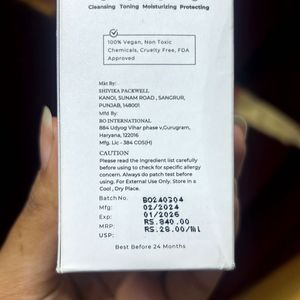 Cleansing Toning Moisturizing Protecting
100% Vegan, Non Toxic
Chemicals, Cruelty Free, FDA
Approved
Mkt By:
SHIVIKA PACKWELL
KANOI, SUNAM ROAD, SANGRUR,
PUNJAB, 148001
Mfd By:
BO INTERNATIONAL
884 Udyog Vihar phase v, Gurugram,
Haryana, 122016
Mfg. Lic - 384 COS(H)
CAUTION
Please read the ingredient list carefully
before using to check for specific allergy
concern. Always do patch test before
using. For External Use Only. Store in a
Cool , Dry Place.
Batch No. BO240304
Mfg: 02/2024
Exp: 01/2026
MRP: RS.840.00
USP: RS.28.00/Ml
Best Before 24 Months